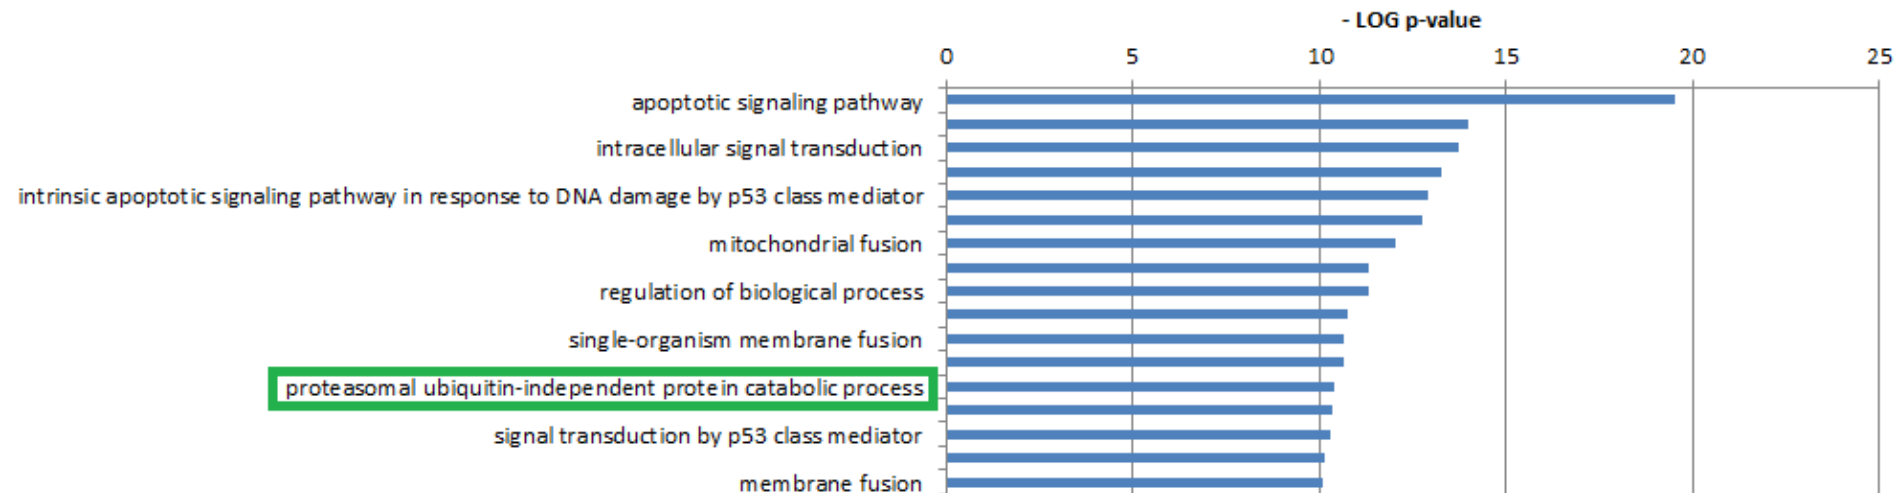 - LOG p-value
0 5 10 15 20 25
apoptotic signaling pathway
intracellular signal transduction
intrinsic apoptotic signaling pathway in response to DNA damage by p53 class mediator
mitochondrial fusion
regulation of biological process
single-organism membrane fusion
proteasomal ubiquitin-independent protein catabolic process
signal transduction by p53 class mediator
membrane fusion